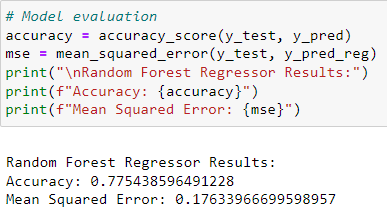 # Model evaluation
accuracy = accuracy_score(y_test, y_pred)
mse = mean_squared_error(y_test, y_pred_reg)
print("\nRandom Forest Regressor Results:")
print(f"Accuracy: {accuracy}")
print(f"Mean Squared Error: {mse}")
Random Forest Regressor Results:
Accuracy: 0.775438596491228
Mean Squared Error: 0.17633966699598957